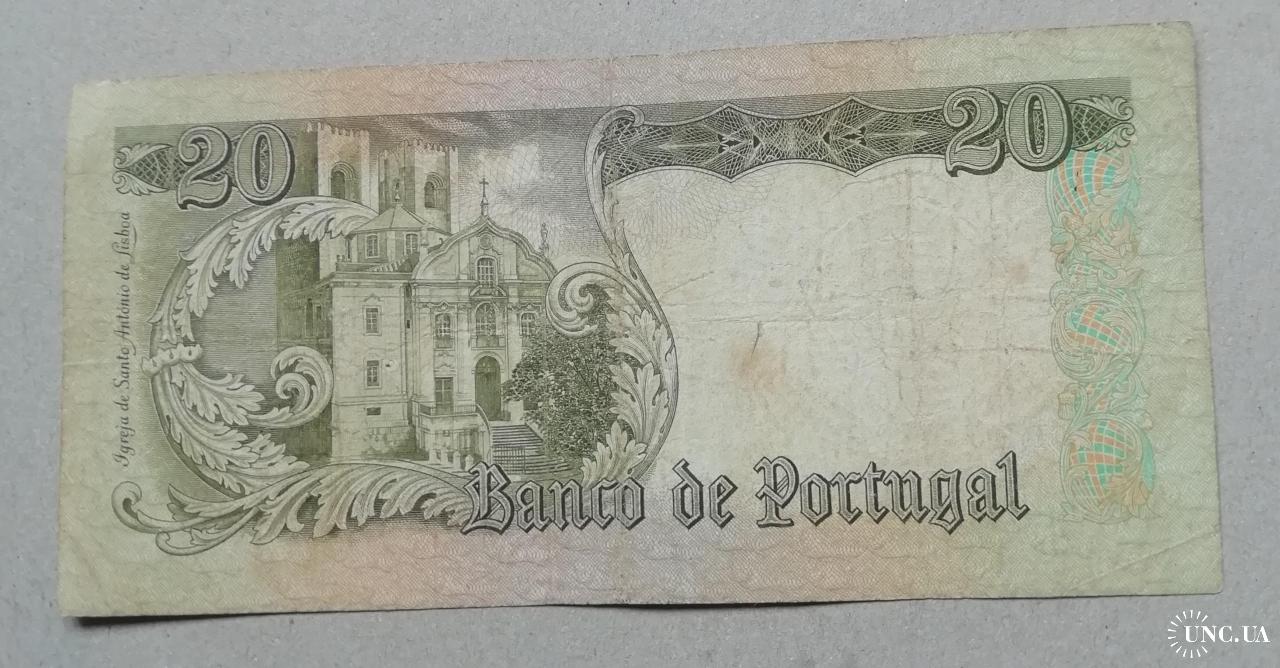 20
20
Igreja de Santo António de Lisboa
Banco de Portugal
UNC.UA